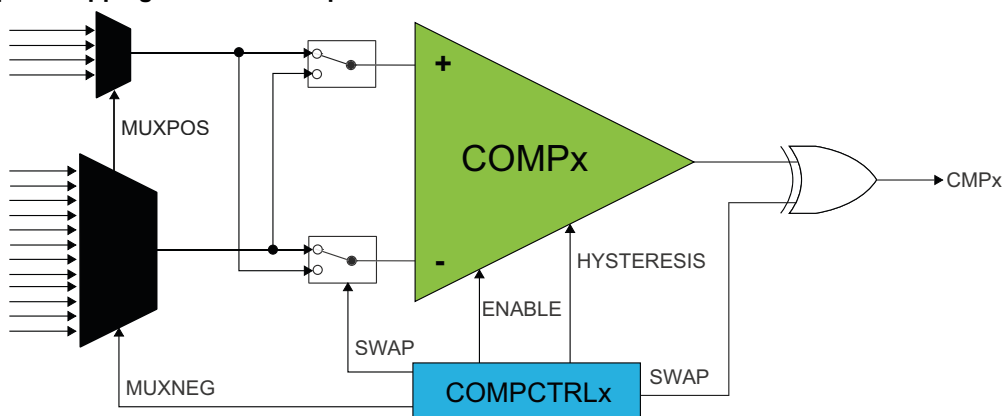 MUXPOS
+
COMPx
CMPx
-
HYSTERESIS
ENABLE
SWAP
SWAP
MUXNEG
COMPCTRLx